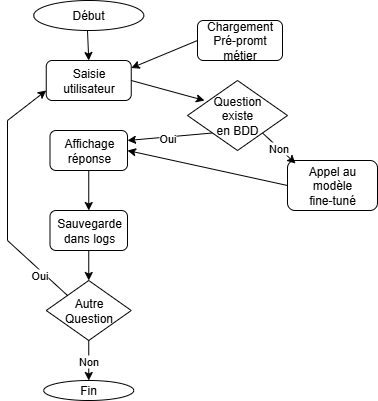 Début
Chargement
Pré-promt
métier
Saisie
utilisateur
Question
existe
en BDD
Oui
Non
Affichage
réponse
Appel au
modèle
fine-tuné
Sauvegarde
dans logs
Oui
Autre
Question
Non
Fin